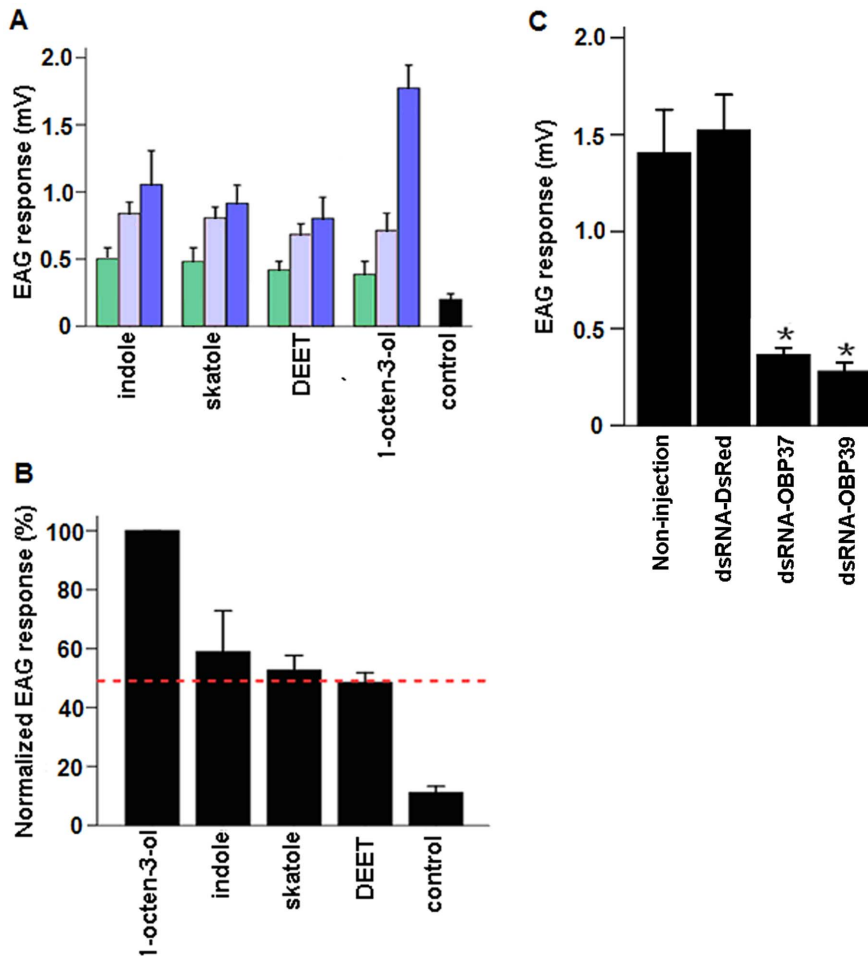 A
EAG response (mV)
2.0
1.5
1.0
0.5
0
indole
skatole
DEET
1-octen-3-ol
control
B
Normalized EAG response (%)
100
80
60
40
20
0
1-octen-3-ol
indole
skatole
DEET
control
C
EAG response (mV)
2.0
1.5
1.0
0.5
0
*
*
Non-injection
dsRNA-DsRed
dsRNA-OBP37
dsRNA-OBP39